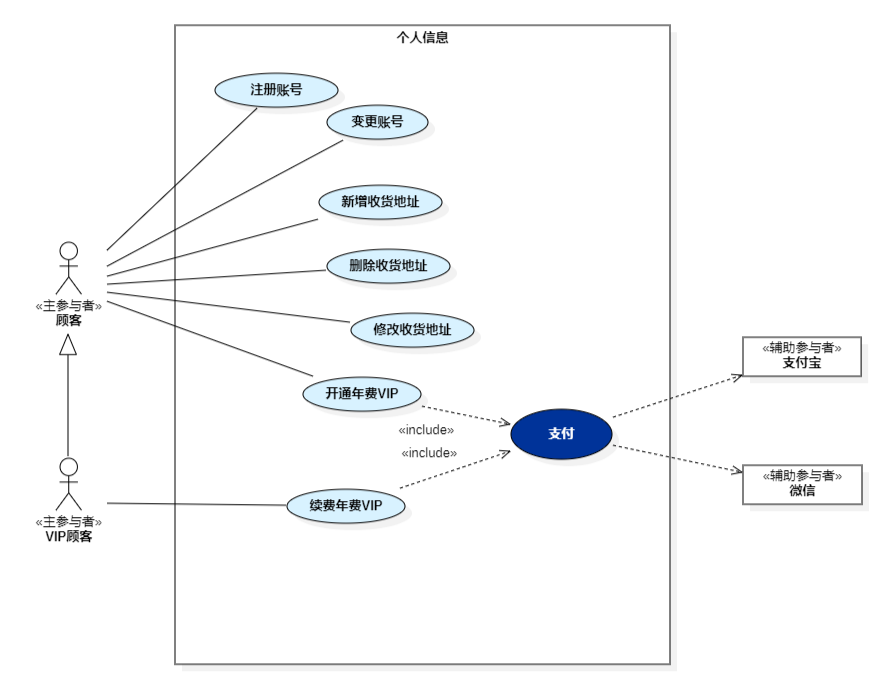 个人信息
注册账号
变更账号
新增收货地址
删除收货地址
«主参与者»
顾客
修改收货地址
«辅助参与者»
支付宝
开通年费VIP
«include»
支付
«include»
«辅助参与者»
微信
续费年费VIP
«主参与者»
VIP顾客